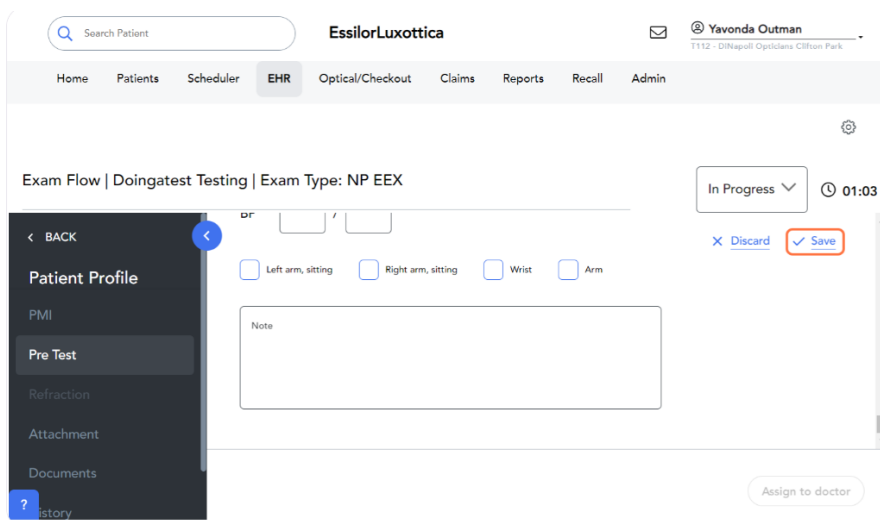 Search Patient
EssilorLuxottica
Yavonda Outman
T112 - DiNapoli Opticians Clifton Park
Home Patients Scheduler EHR Optical/Checkout Claims Reports Recall Admin
Exam Flow | Doingatest Testing | Exam Type: NP EEX
In Progress
01:03
BACK
BP /
Discard
Save
Patient Profile
Left arm, sitting
Right arm, sitting
Wrist
Arm
PMI
Note
Pre Test
Refraction
Attachment
Documents
Assign to doctor
?
istory